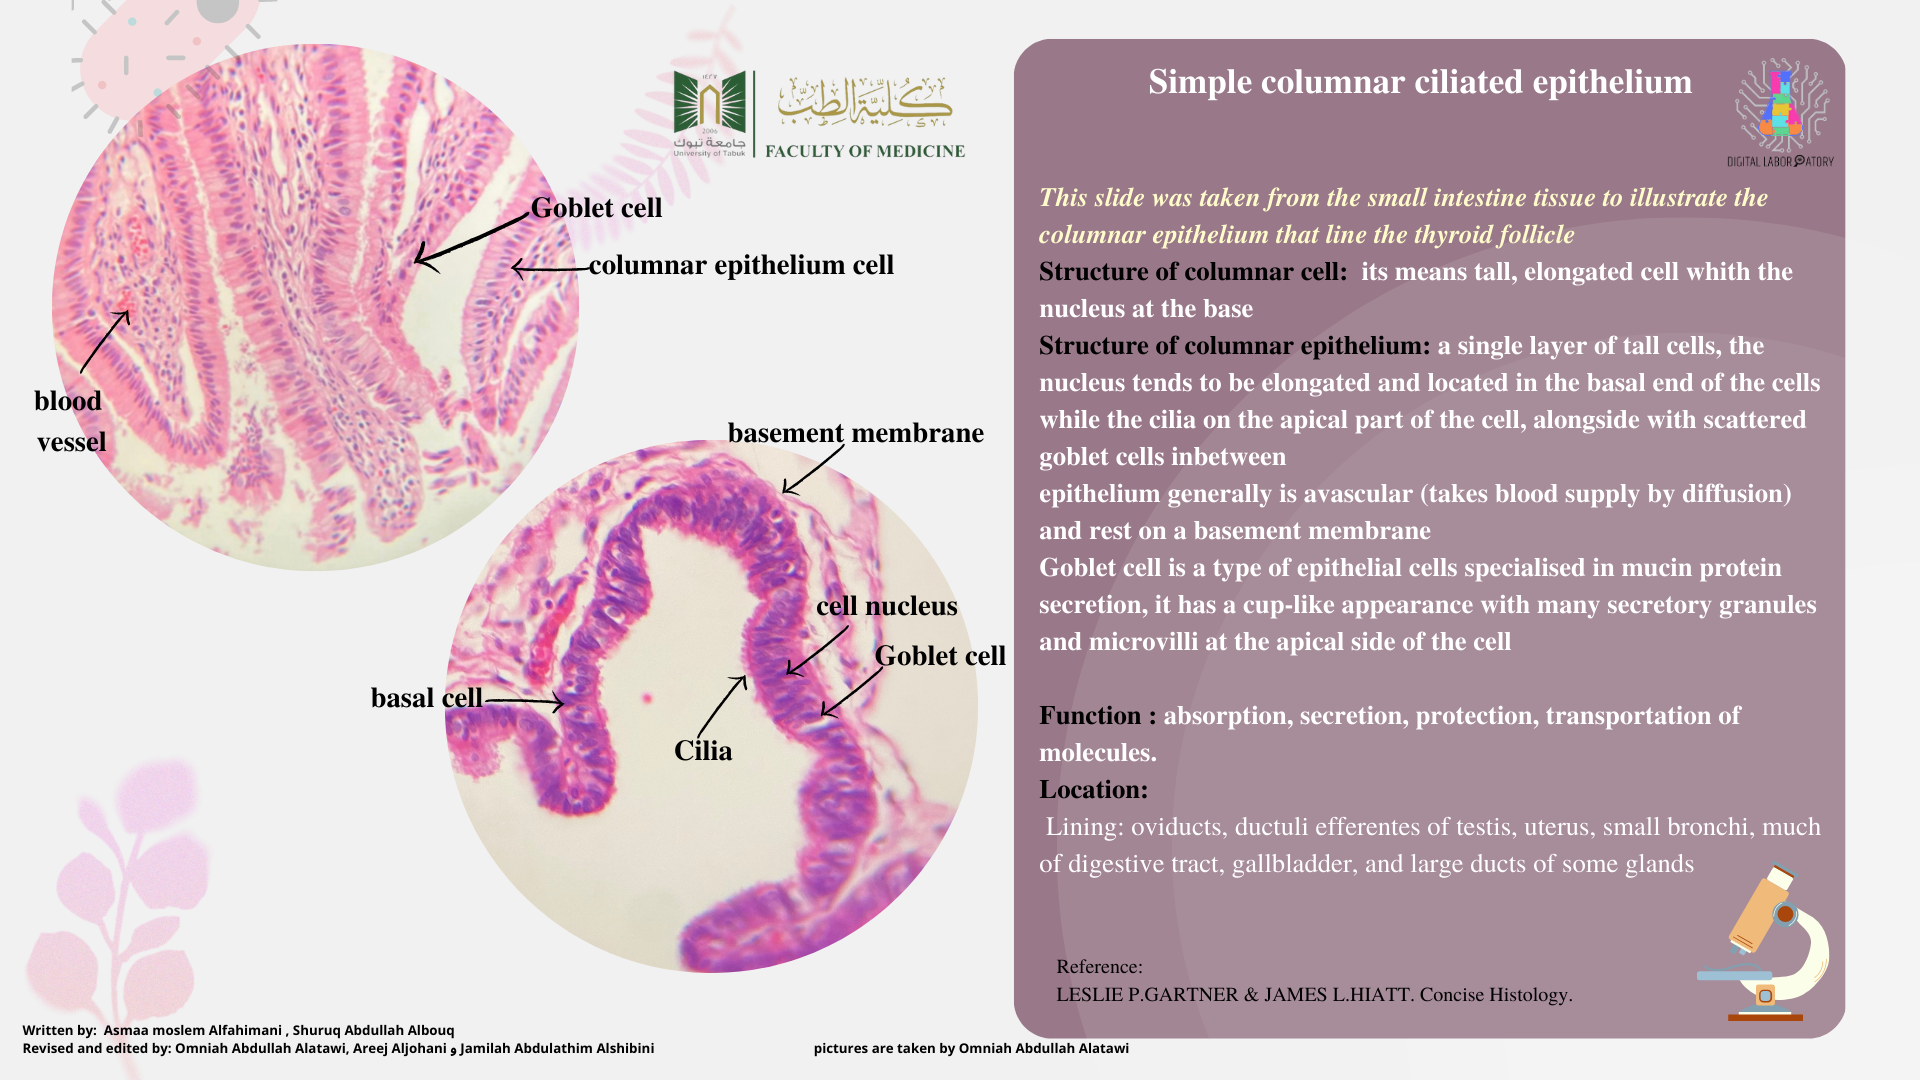 Simple columnar ciliated epithelium
DIGITAL LABORATORY
١٤٢٧
2006
جامعة تبوك
University of Tabuk
كلية الطب
FACULTY OF MEDICINE
Goblet cell
columnar epithelium cell
blood
vessel
basement membrane
cell nucleus
Goblet cell
basal cell
Cilia
This slide was taken from the small intestine tissue to illustrate the
columnar epithelium that line the thyroid follicle
Structure of columnar cell:  its means tall, elongated cell whith the
nucleus at the base
Structure of columnar epithelium: a single layer of tall cells, the
nucleus tends to be elongated and located in the basal end of the cells
while the cilia on the apical part of the cell, alongside with scattered
goblet cells inbetween
epithelium generally is avascular (takes blood supply by diffusion)
and rest on a basement membrane
Goblet cell is a type of epithelial cells specialised in mucin protein
secretion, it has a cup-like appearance with many secretory granules
and microvilli at the apical side of the cell
Function : absorption, secretion, protection, transportation of
molecules.
Location:
Lining: oviducts, ductuli efferentes of testis, uterus, small bronchi, much
of digestive tract, gallbladder, and large ducts of some glands
Reference:
LESLIE P.GARTNER & JAMES L.HIATT. Concise Histology.
Written by:  Asmaa moslem Alfahimani , Shuruq Abdullah Albouq
Revised and edited by: Omniah Abdullah Alatawi, Areej Aljohani و Jamilah Abdulathim Alshibini
pictures are taken by Omniah Abdullah Alatawi